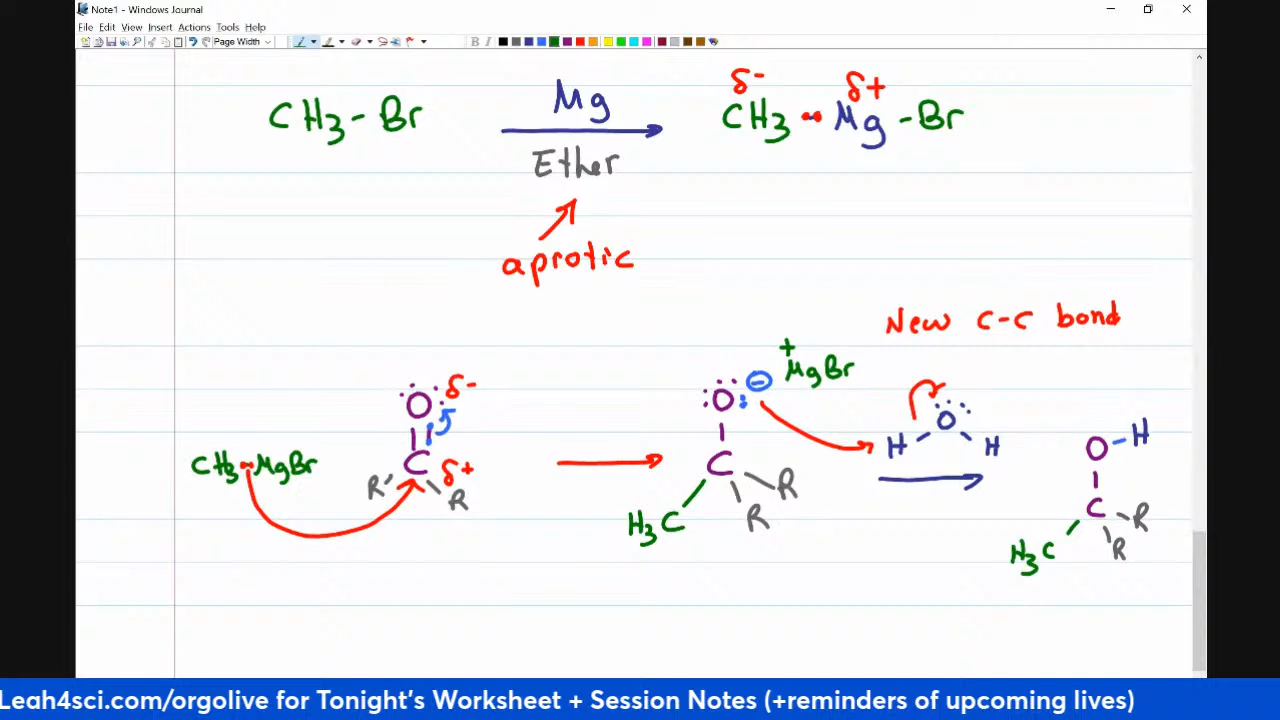 Note1 - Windows Journal
File Edit View Insert Actions Tools Help
Page Width
B I
δ- δ+
CH3 - Br Mg CH3 •• Mg - Br
Ether
aprotic
New C-C bond
O δ- O − + MgBr
H O H O - H
CH3 •• MgBr C δ+ C C
R R R R R R
H3C H3C
Leah4sci.com/orgolive for Tonight's Worksheet + Session Notes (+reminders of upcoming lives)